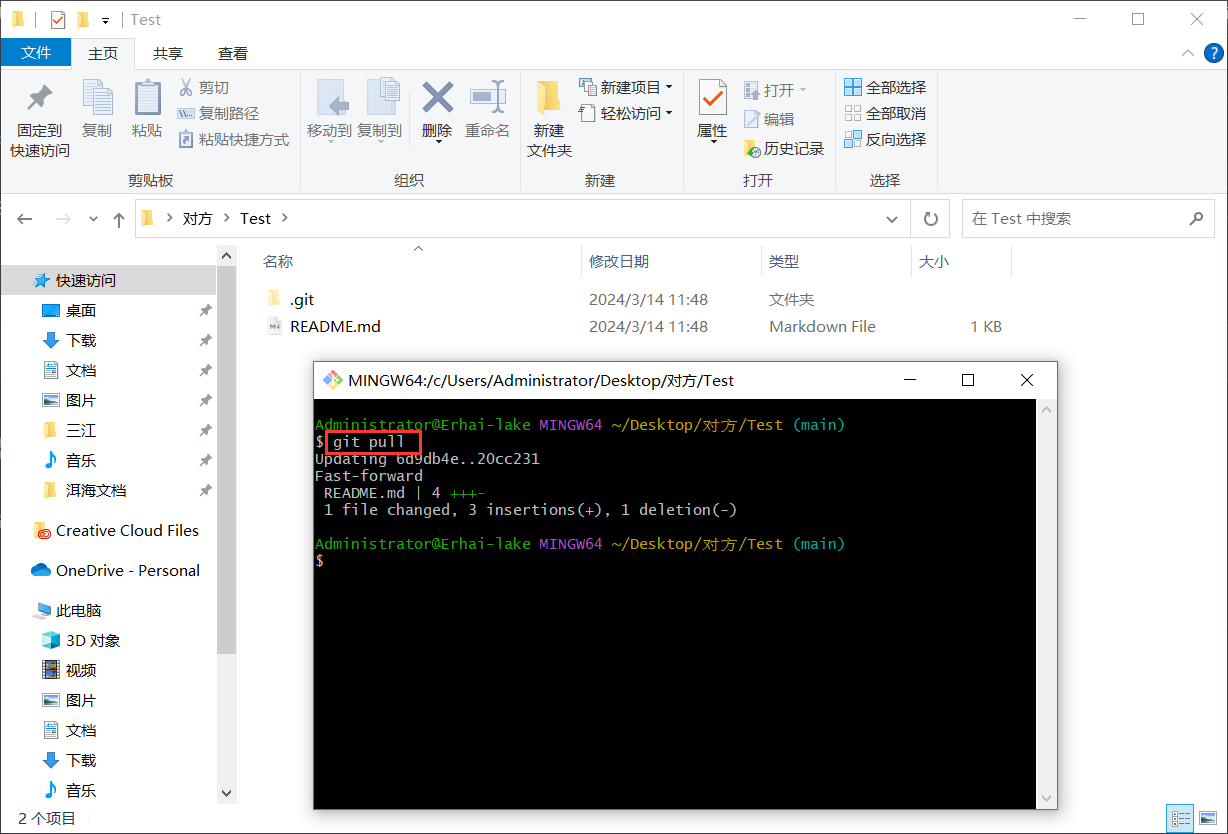 Test
文件
主页
共享
查看
固定到
快速访问
复制
粘贴
剪切
复制路径
粘贴快捷方式
剪贴板
移动到
复制到
删除
重命名
组织
新建
文件夹
新建项目
轻松访问
新建
属性
打开
编辑
历史记录
打开
全部选择
全部取消
反向选择
选择
对方 > Test >
在 Test 中搜索
快速访问
桌面
下载
文档
图片
三江
音乐
洱海文档
Creative Cloud Files
OneDrive - Personal
此电脑
3D 对象
视频
图片
文档
下载
音乐
名称 修改日期 类型 大小
.git 2024/3/14 11:48 文件夹
README.md 2024/3/14 11:48 Markdown File 1 KB
MINGW64:/c/Users/Administrator/Desktop/对方/Test
Administrator@Erhai-lake MINGW64 ~/Desktop/对方/Test (main)
$ git pull
Updating 6d9db4e..20cc231
Fast-forward
README.md | 4 +++-
1 file changed, 3 insertions(+), 1 deletion(-)
Administrator@Erhai-lake MINGW64 ~/Desktop/对方/Test (main)
$
2 个项目